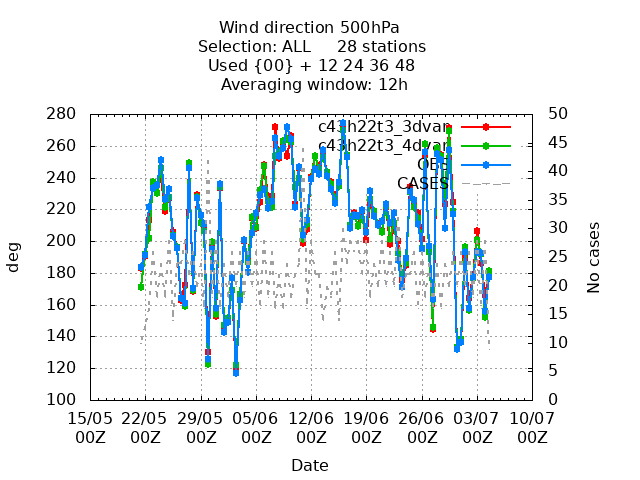 Wind direction 500hPa
Selection: ALL 28 stations
Used {00} + 12 24 36 48
Averaging window: 12h
c43h22t3_3dvar
c43h22t3_4dvar
OBS
CASES
280
260
240
220
200
180
160
140
120
100
deg
50
45
40
35
30
25
20
15
10
5
0
No cases
15/05 22/05 29/05 05/06 12/06 19/06 26/06 03/07 10/07
00Z 00Z 00Z 00Z 00Z 00Z 00Z 00Z 00Z
Date